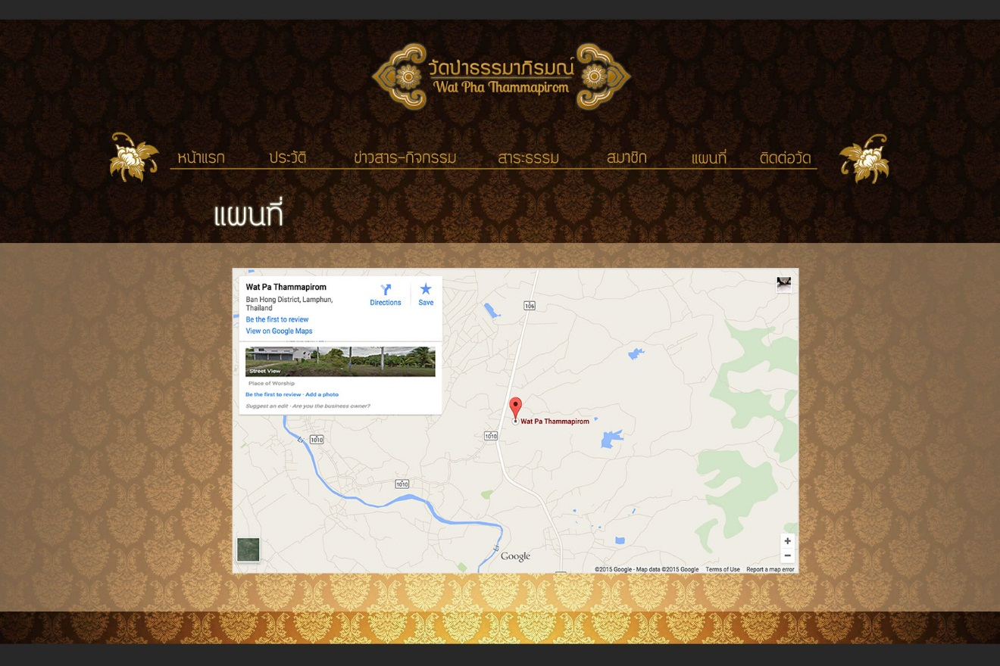 วัดป่าธรรมาภิรมณ์
Wat Pha Thammapirom
หน้าแรก ประวัติ ข่าวสาร-กิจกรรม สาระธรรม สมาชิก แผนที่ ติดต่อวัด
แผนที่
Wat Pa Thammapirom
Ban Hong District, Lamphun,
Thailand
Directions
Save
Be the first to review
View on Google Maps
Street View
Place of Worship
Be the first to review · Add a photo
Suggest an edit · Are you the business owner?
106
Wat Pa Thammapirom
1010
Li
1010
1010
Li
Google
+
−
©2015 Google - Map data ©2015 Google Terms of Use Report a map error